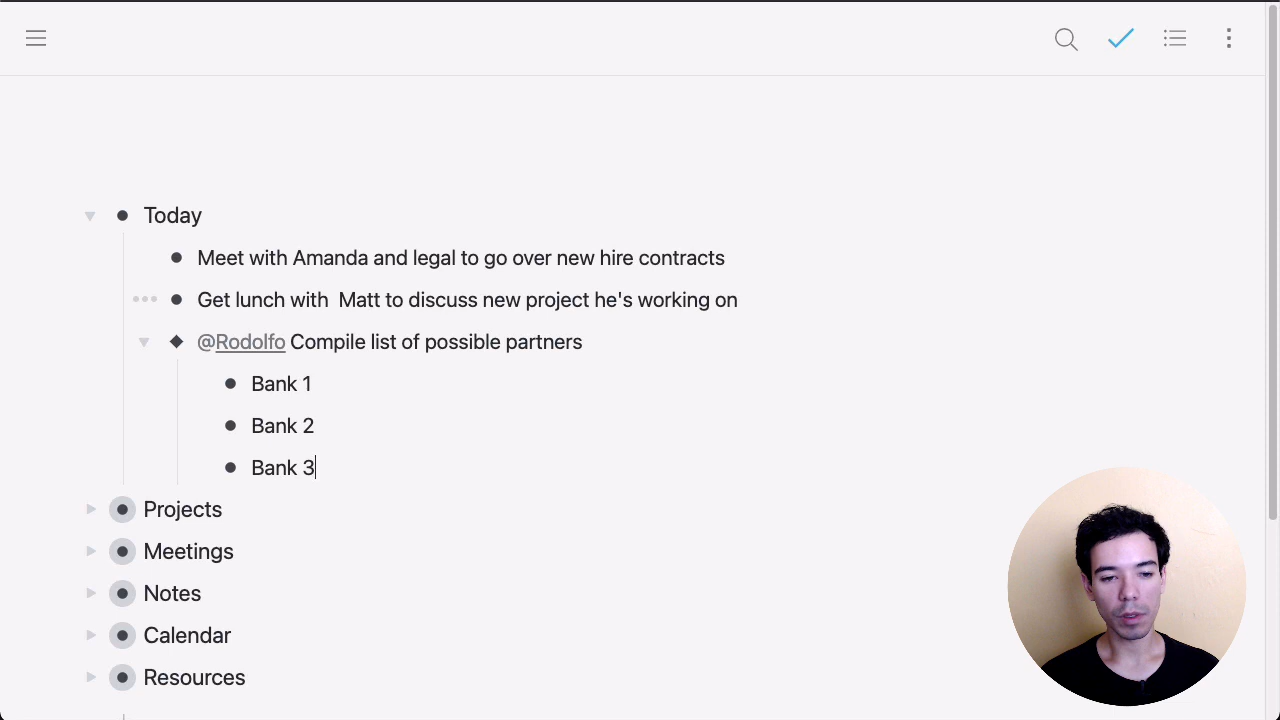 Today
Meet with Amanda and legal to go over new hire contracts
Get lunch with  Matt to discuss new project he's working on
@Rodolfo Compile list of possible partners
Bank 1
Bank 2
Bank 3
Projects
Meetings
Notes
Calendar
Resources